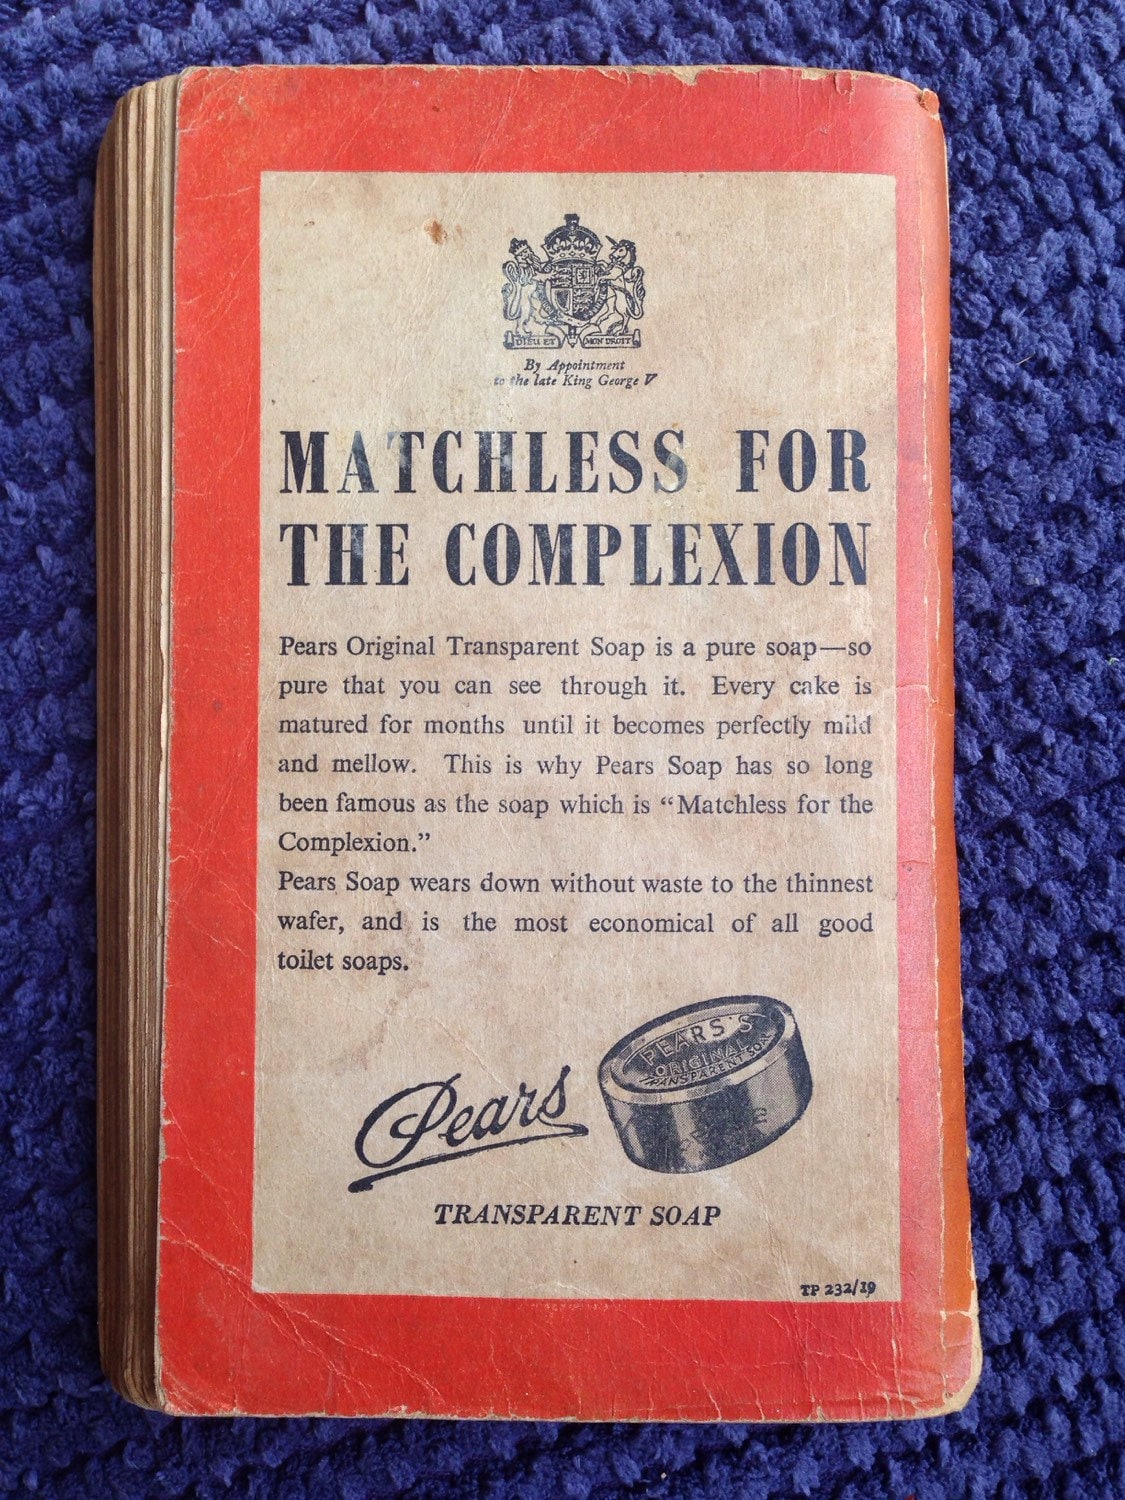 DIEU ET MON DROIT
By Appointment
to the late King George V
MATCHLESS FOR
THE COMPLEXION
Pears Original Transparent Soap is a pure soap—so
pure that you can see through it. Every cake is
matured for months until it becomes perfectly mild
and mellow. This is why Pears Soap has so long
been famous as the soap which is “Matchless for the
Complexion.”
Pears Soap wears down without waste to the thinnest
wafer, and is the most economical of all good
toilet soaps.
PEARS'S
ORIGINAL
TRANSPARENT SOAP
Pears
TRANSPARENT SOAP
TP 232/19